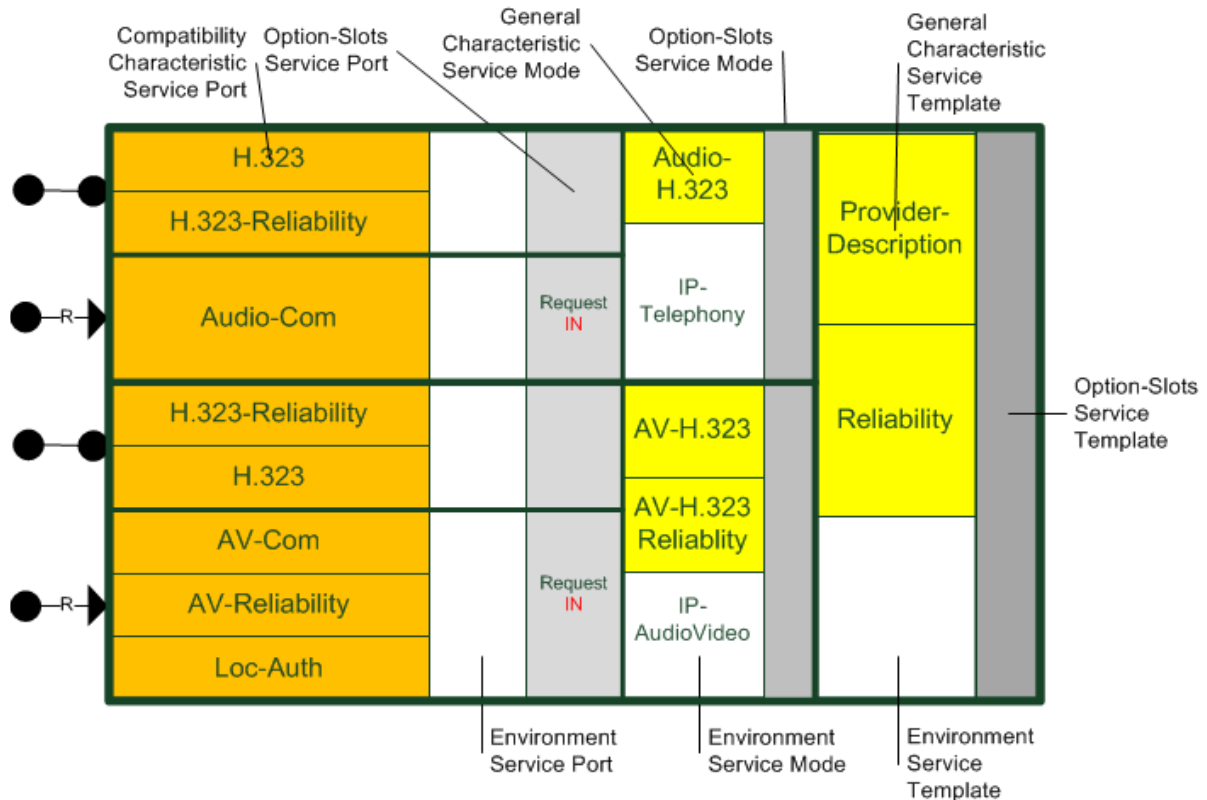 Compatibility
Characteristic
Service Port
Option-Slots
Service Port
General
Characteristic
Service Mode
Option-Slots
Service Mode
General
Characteristic
Service
Template
H.323
H.323-Reliability
Audio-Com
Request
IN
Audio-
H.323
IP-
Telephony
H.323-Reliability
H.323
AV-Com
AV-Reliability
Loc-Auth
Request
IN
AV-H.323
AV-H.323
Reliablity
IP-
AudioVideo
Provider-
Description
Reliability
Option-Slots
Service
Template
R
R
Environment
Service Port
Environment
Service Mode
Environment
Service
Template